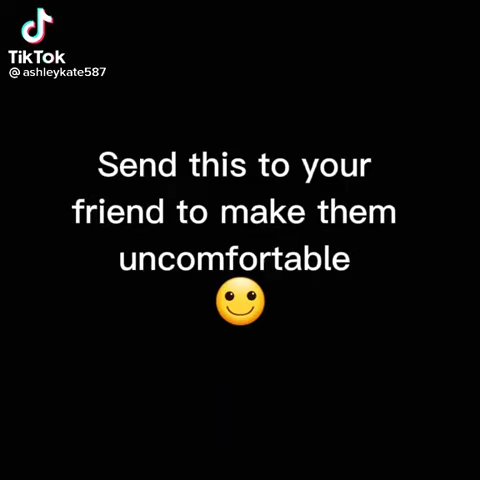 TikTok
@ashleykate587
Send this to your
friend to make them
uncomfortable